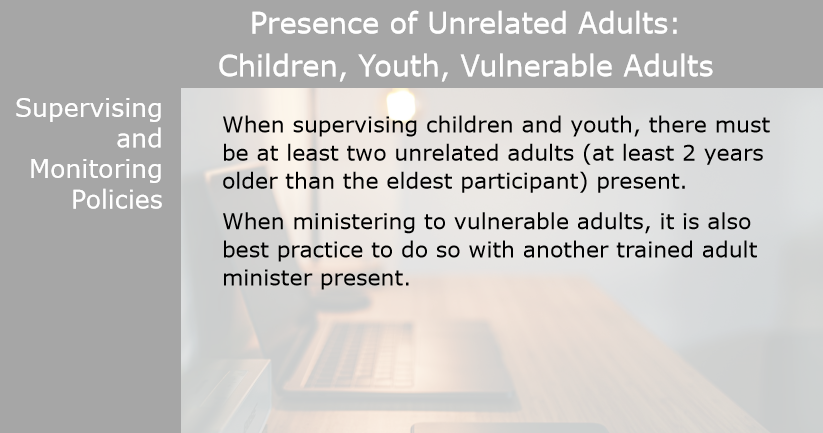 Presence of Unrelated Adults:
Children, Youth, Vulnerable Adults
Supervising
and
Monitoring
Policies
When supervising children and youth, there must
be at least two unrelated adults (at least 2 years
older than the eldest participant) present.
When ministering to vulnerable adults, it is also
best practice to do so with another trained adult
minister present.